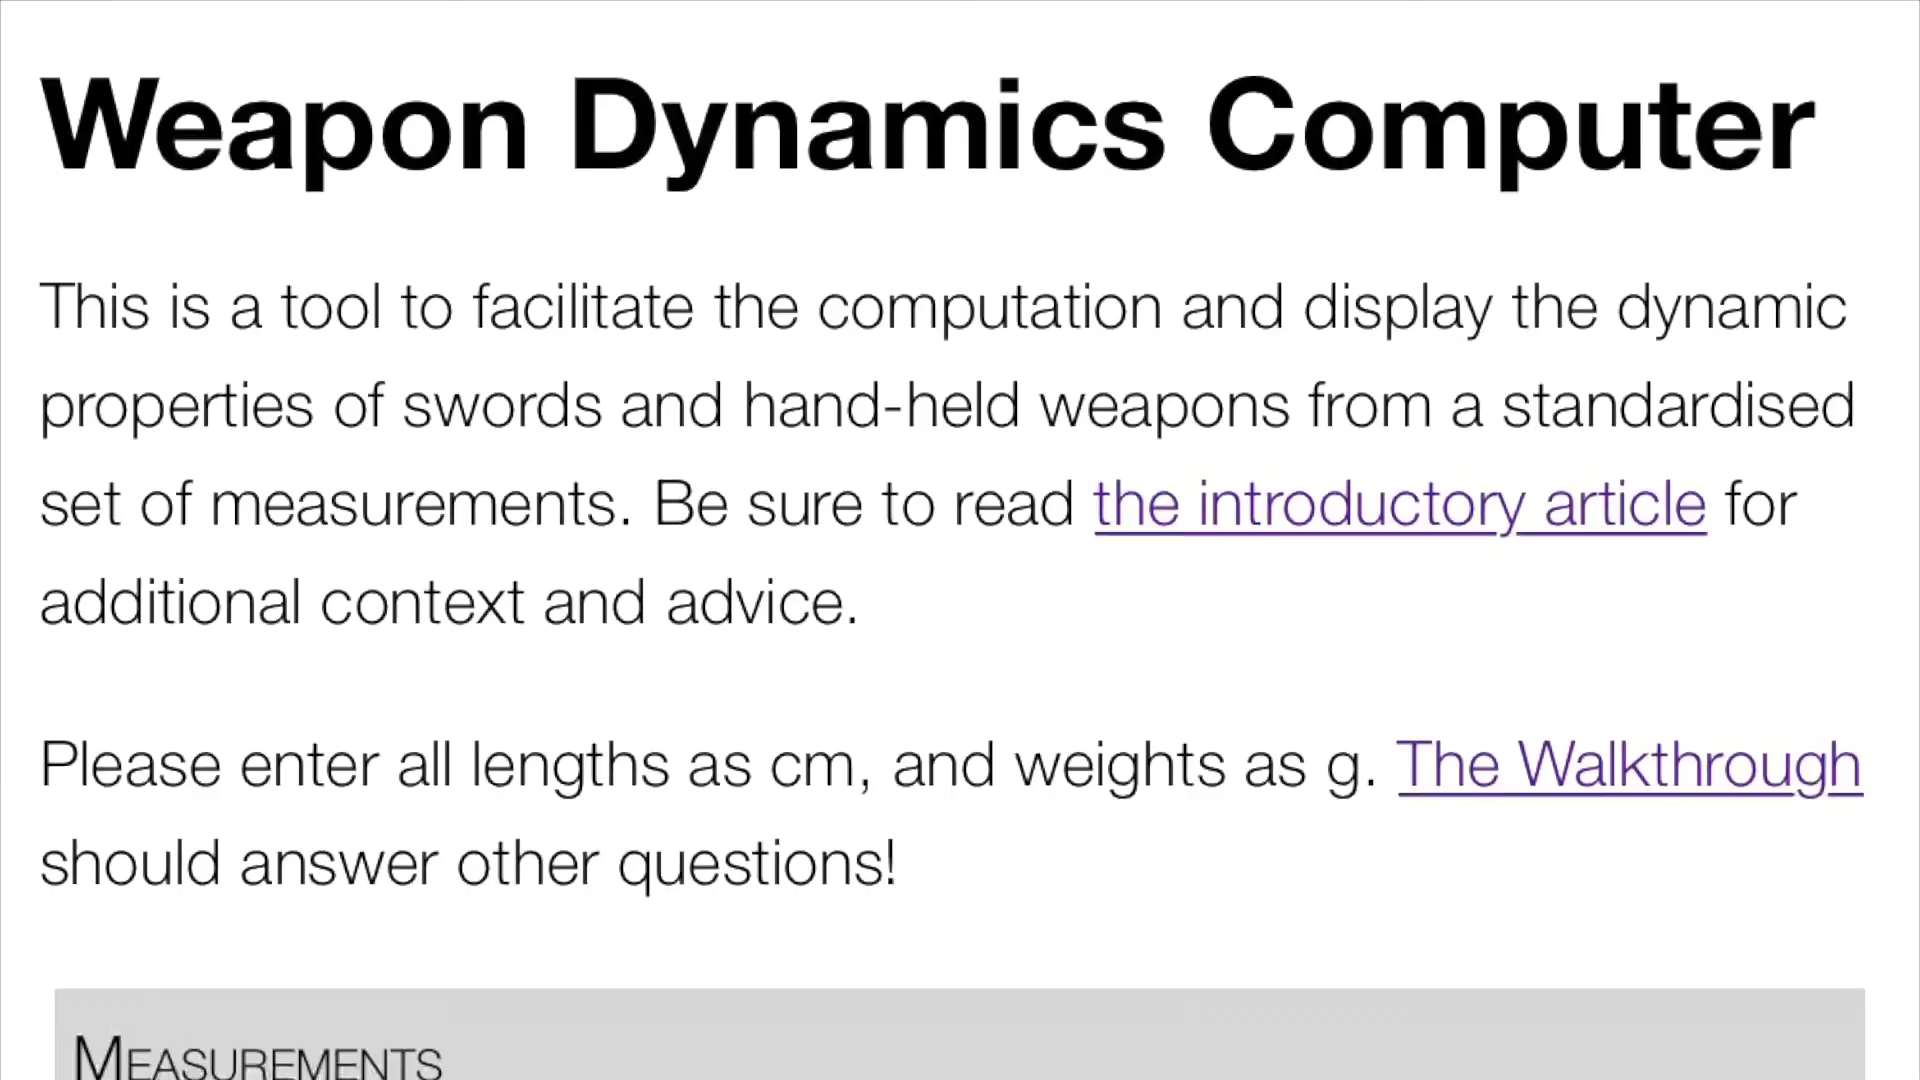 Weapon Dynamics Computer
This is a tool to facilitate the computation and display the dynamic
properties of swords and hand-held weapons from a standardised
set of measurements. Be sure to read the introductory article for
additional context and advice.
Please enter all lengths as cm, and weights as g. The Walkthrough
should answer other questions!
MEASUREMENTS